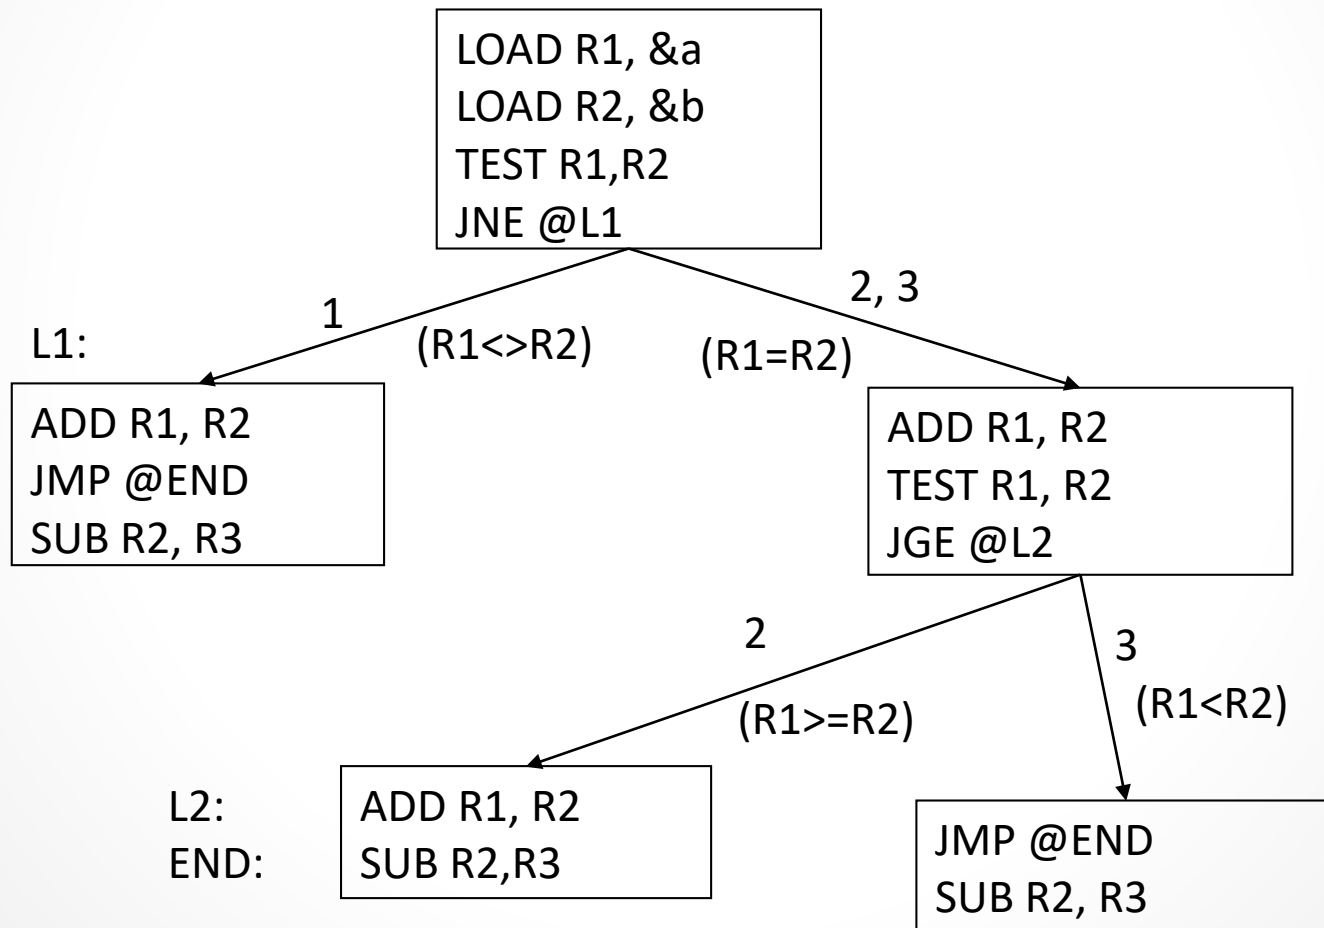 LOAD R1, &a
LOAD R2, &b
TEST R1,R2
JNE @L1
1
2, 3
(R1<>R2)
(R1=R2)
L1:
ADD R1, R2
JMP @END
SUB R2, R3
ADD R1, R2
TEST R1, R2
JGE @L2
2
3
(R1>=R2)
(R1<R2)
L2:
END:
ADD R1, R2
SUB R2,R3
JMP @END
SUB R2, R3